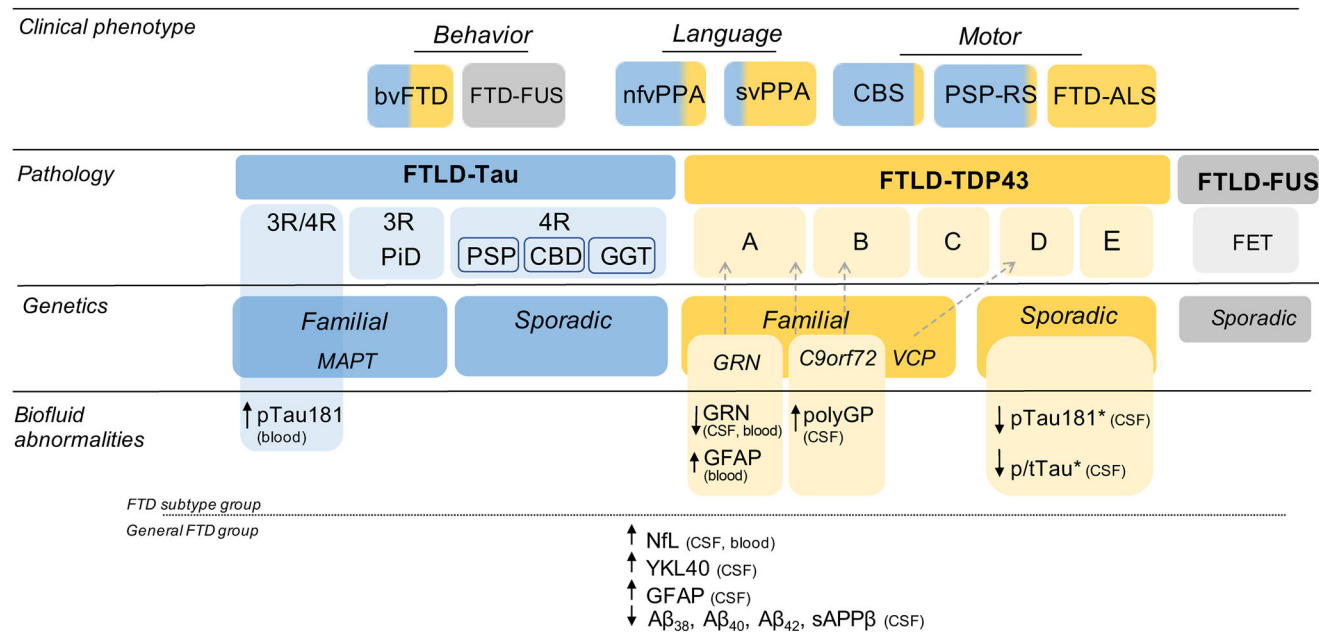 Clinical phenotype
Behavior Language Motor
bvFTD FTD-FUS nfvPPA svPPA CBS PSP-RS FTD-ALS
Pathology
FTLD-Tau FTLD-TDP43 FTLD-FUS
3R/4R 3R 4R
PiD PSP CBD GGT
A B C D E FET
Genetics
Familial Sporadic Familial Sporadic Sporadic
MAPT GRN C9orf72 VCP
Biofluid
abnormalities
↑ pTau181
(blood)
↓ GRN
(CSF, blood)
↑ GFAP
(blood)
↑ polyGP
(CSF)
↓ pTau181* (CSF)
↓ p/tTau* (CSF)
FTD subtype group
General FTD group
↑ NfL (CSF, blood)
↑ YKL40 (CSF)
↑ GFAP (CSF)
↓ Aβ₃₈, Aβ₄₀, Aβ₄₂, sAPPβ (CSF)